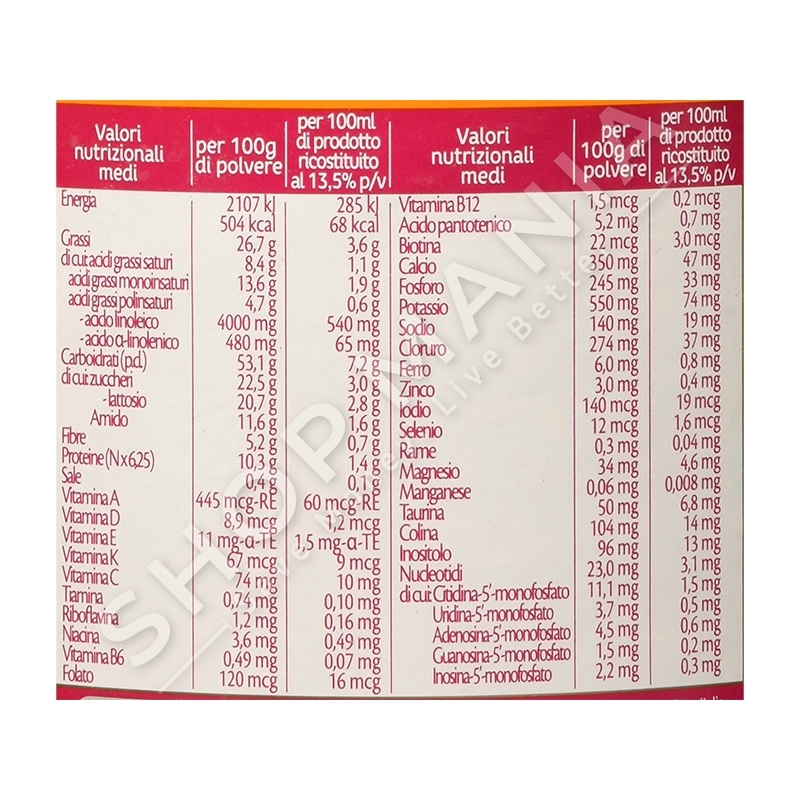 Valori nutrizionali medi per 100g di polvere per 100ml di prodotto ricostituito al 13,5% p/v
Energia 2107 kJ 285 kJ
504 kcal 68 kcal
Grassi 26,7 g 3,6 g
di cui: acidi grassi saturi 8,4 g 1,1 g
acidi grassi monoinsaturi 13,6 g 1,9 g
acidi grassi polinsaturi 4,7 g 0,6 g
-acido linoleico 4000 mg 540 mg
-acido α-linolenico 480 mg 65 mg
Carboidrati (p.d.) 53,1 g 7,2 g
di cui: zuccheri 22,5 g 3,0 g
-lattosio 20,7 g 2,8 g
Amido 11,6 g 1,6 g
Fibre 5,2 g 0,7 g
Proteine (N x 6,25) 10,3 g 1,4 g
Sale 0,4 g 0,1 g
Vitamina A 445 mcg-RE 60 mcg-RE
Vitamina D 8,9 mcg 1,2 mcg
Vitamina E 11 mg-α-TE 1,5 mg-α-TE
Vitamina K 67 mcg 9 mcg
Vitamina C 74 mg 10 mg
Tiamina 0,74 mg 0,10 mg
Riboflavina 1,2 mg 0,16 mg
Niacina 3,6 mg 0,49 mg
Vitamina B6 0,49 mg 0,07 mg
Folato 120 mcg 16 mcg
Valori nutrizionali medi per 100g di polvere per 100ml di prodotto ricostituito al 13,5% p/v
Vitamina B12 1,5 mcg 0,2 mcg
Acido pantotenico 5,2 mg 0,7 mg
Biotina 22 mcg 3,0 mcg
Calcio 350 mg 47 mg
Fosforo 245 mg 33 mg
Potassio 550 mg 74 mg
Sodio 140 mg 19 mg
Cloruro 274 mg 37 mg
Ferro 6,0 mg 0,8 mg
Zinco 3,0 mg 0,4 mg
Iodio 140 mcg 19 mcg
Selenio 12 mcg 1,6 mcg
Rame 0,3 mg 0,04 mg
Magnesio 34 mg 4,6 mg
Manganese 0,06 mg 0,008 mg
Taurina 50 mg 6,8 mg
Colina 104 mg 14 mg
Inositolo 96 mg 13 mg
Nucleotidi 23,0 mg 3,1 mg
di cui: Citidina-5'-monofosfato 11,1 mg 1,5 mg
Uridina-5'-monofosfato 3,7 mg 0,5 mg
Adenosina-5'-monofosfato 4,5 mg 0,6 mg
Guanosina-5'-monofosfato 1,5 mg 0,2 mg
Inosina-5'-monofosfato 2,2 mg 0,3 mg
SHOP MANIA
Live Better